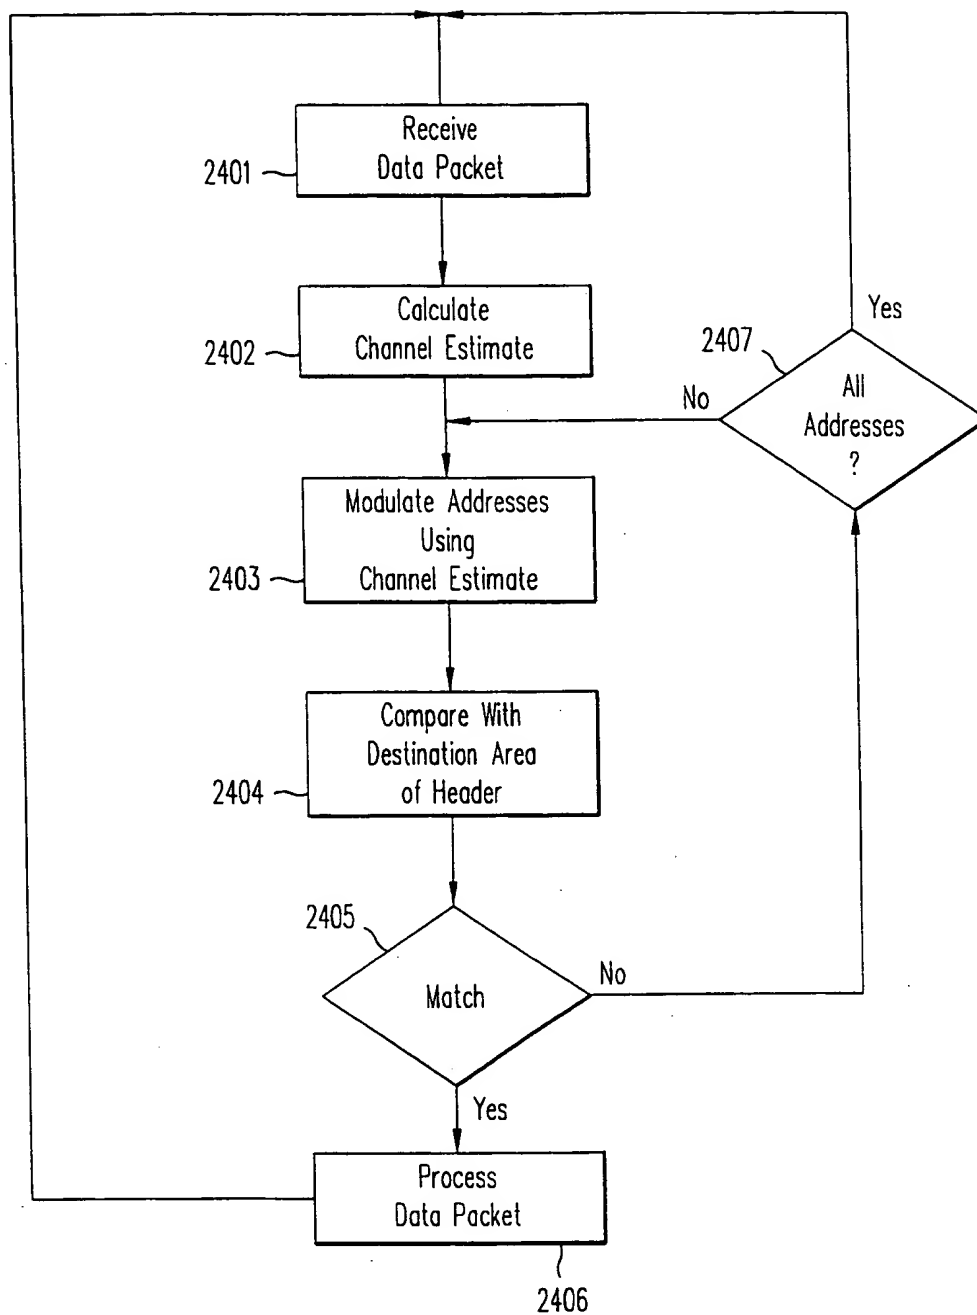 Receive
Data Packet
2401
Calculate
Channel Estimate
2402
Yes
2407
No
All
Addresses
?
Modulate Addresses
Using
Channel Estimate
2403
Compare With
Destination Area
of Header
2404
2405
Match
No
Yes
Process
Data Packet
2406